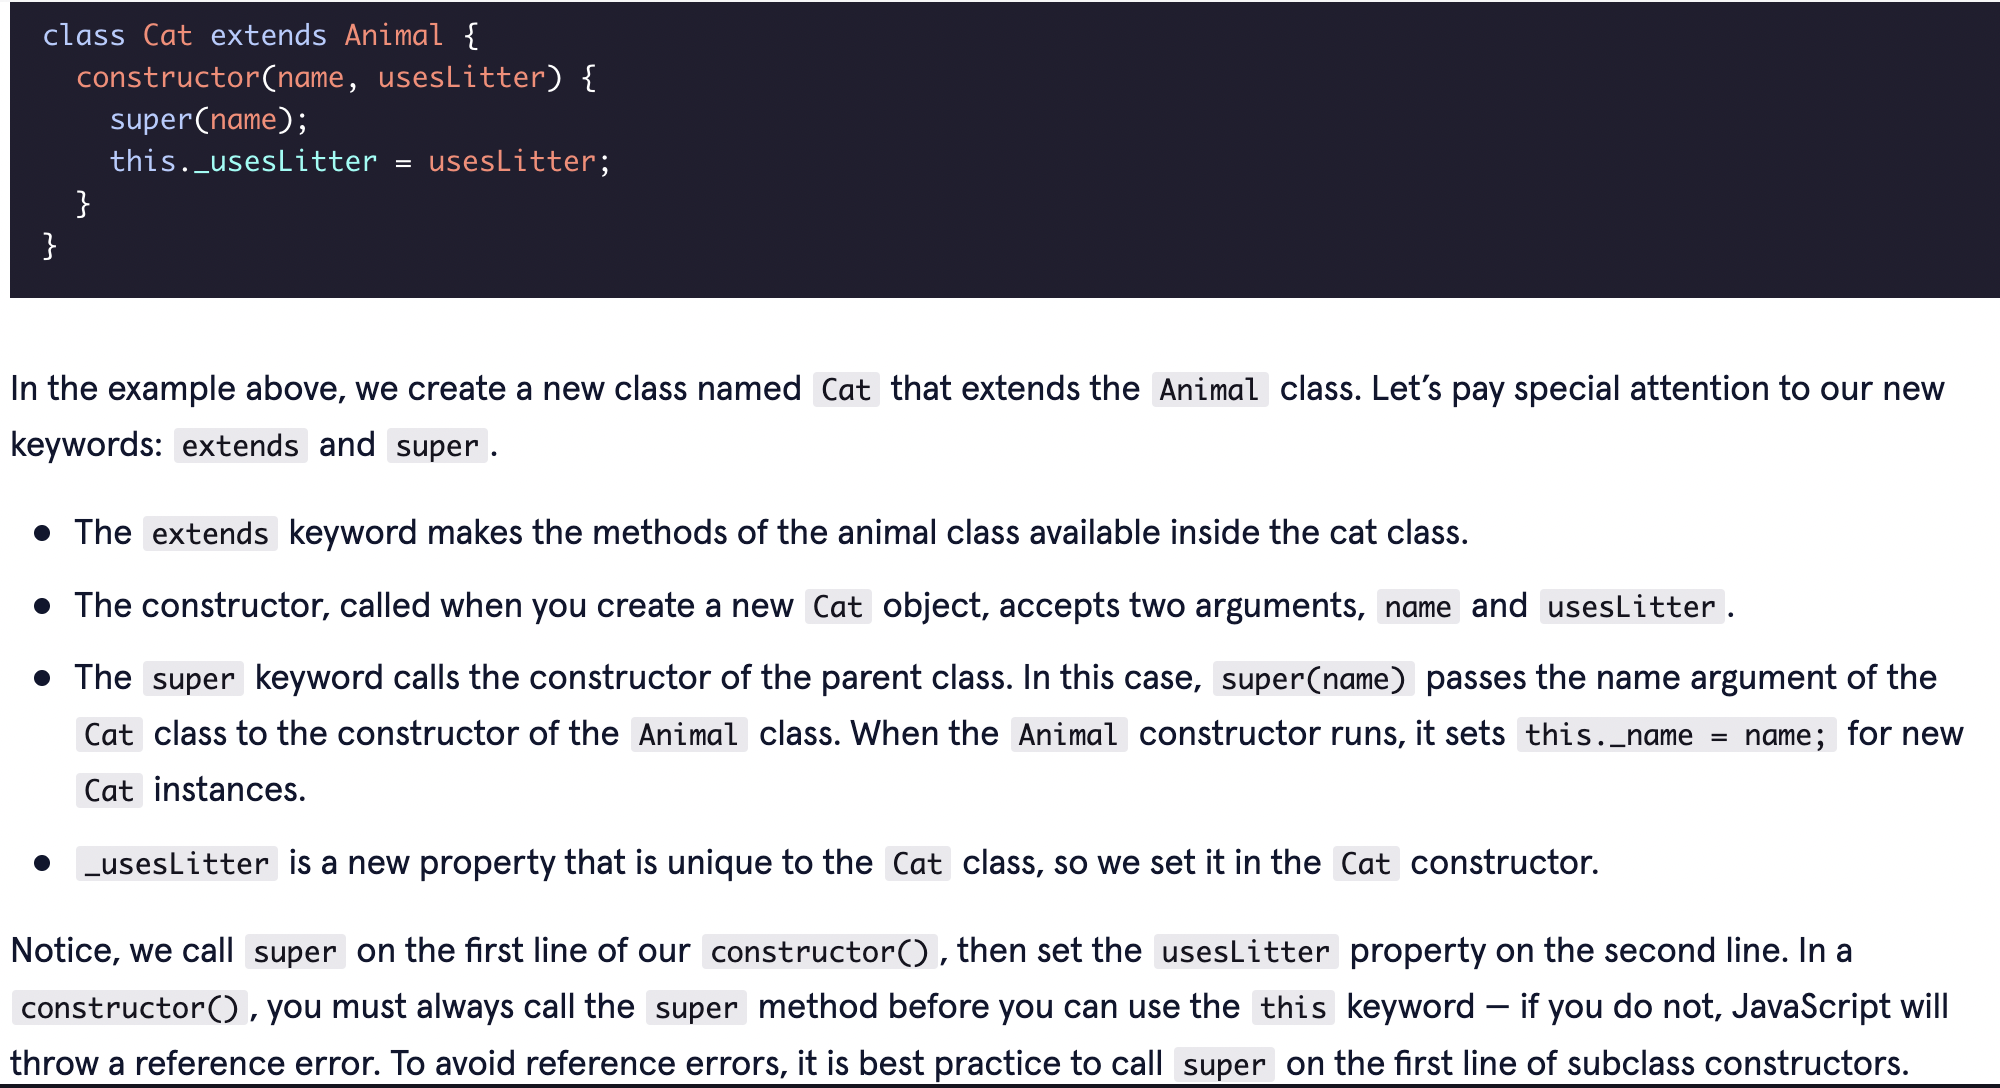 class Cat extends Animal {
  constructor(name, usesLitter) {
    super(name);
    this._usesLitter = usesLitter;
  }
}
In the example above, we create a new class named Cat that extends the Animal class. Let’s pay special attention to our new
keywords: extends and super.
● The extends keyword makes the methods of the animal class available inside the cat class.
● The constructor, called when you create a new Cat object, accepts two arguments, name and usesLitter.
● The super keyword calls the constructor of the parent class. In this case, super(name) passes the name argument of the
Cat class to the constructor of the Animal class. When the Animal constructor runs, it sets this._name = name; for new
Cat instances.
● _usesLitter is a new property that is unique to the Cat class, so we set it in the Cat constructor.
Notice, we call super on the first line of our constructor(), then set the usesLitter property on the second line. In a
constructor(), you must always call the super method before you can use the this keyword — if you do not, JavaScript will
throw a reference error. To avoid reference errors, it is best practice to call super on the first line of subclass constructors.